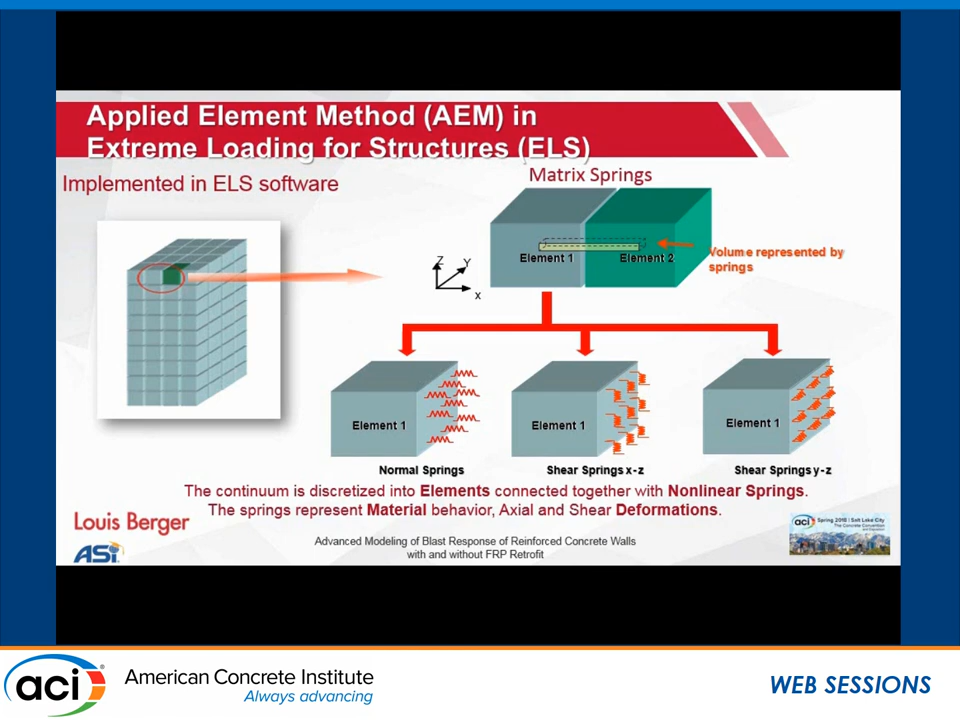 Applied Element Method (AEM) in
Extreme Loading for Structures (ELS)
Implemented in ELS software
Matrix Springs
Element 1
Element 2
Volume represented by
springs
Z
Y
x
Element 1
Element 1
Element 1
Normal Springs
Shear Springs x-z
Shear Springs y-z
The continuum is discretized into Elements connected together with Nonlinear Springs.
The springs represent Material behavior, Axial and Shear Deformations.
Louis Berger
ASI
Advanced Modeling of Blast Response of Reinforced Concrete Walls
with and without FRP Retrofit
aci Spring 2018 | Salt Lake City
The Concrete Convention
aci
American Concrete Institute
Always advancing
WEB SESSIONS